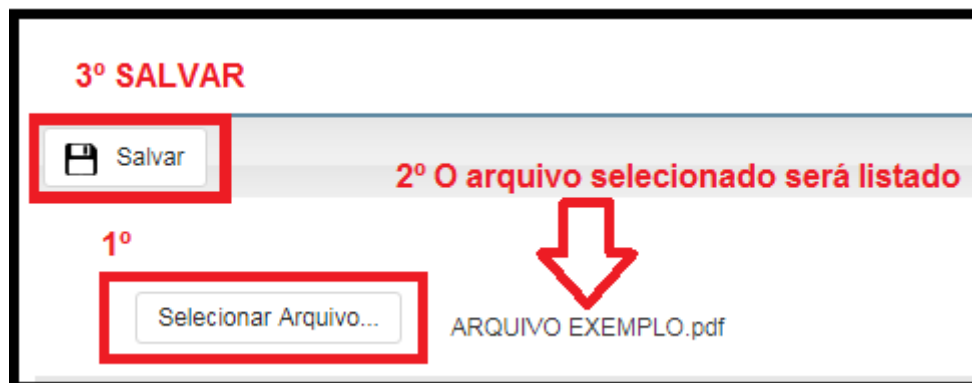 3º SALVAR
Salvar
2º O arquivo selecionado será listado
1º
Selecionar Arquivo...
ARQUIVO EXEMPLO.pdf